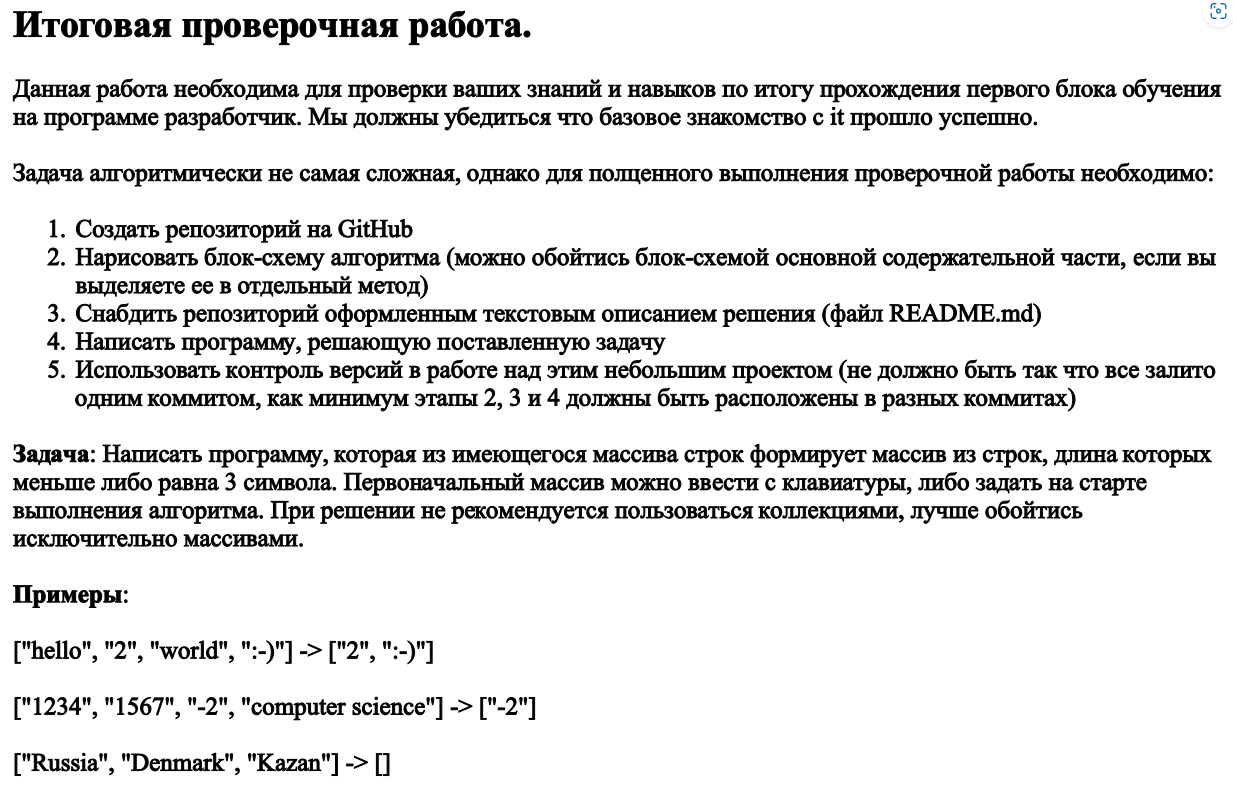 Итоговая проверочная работа.
Данная работа необходима для проверки ваших знаний и навыков по итогу прохождения первого блока обучения
на программе разработчик. Мы должны убедиться что базовое знакомство с it прошло успешно.
Задача алгоритмически не самая сложная, однако для полценного выполнения проверочной работы необходимо:
1. Создать репозиторий на GitHub
2. Нарисовать блок-схему алгоритма (можно обойтись блок-схемой основной содержательной части, если вы
выделяете ее в отдельный метод)
3. Снабдить репозиторий оформленным текстовым описанием решения (файл README.md)
4. Написать программу, решающую поставленную задачу
5. Использовать контроль версий в работе над этим небольшим проектом (не должно быть так что все залито
одним коммитом, как минимум этапы 2, 3 и 4 должны быть расположены в разных коммитах)
Задача: Написать программу, которая из имеющегося массива строк формирует массив из строк, длина которых
меньше либо равна 3 символа. Первоначальный массив можно ввести с клавиатуры, либо задать на старте
выполнения алгоритма. При решении не рекомендуется пользоваться коллекциями, лучше обойтись
исключительно массивами.
Примеры:
["hello", "2", "world", ":-)"] -> ["2", ":-)"]
["1234", "1567", "-2", "computer science"] -> ["-2"]
["Russia", "Denmark", "Kazan"] -> []